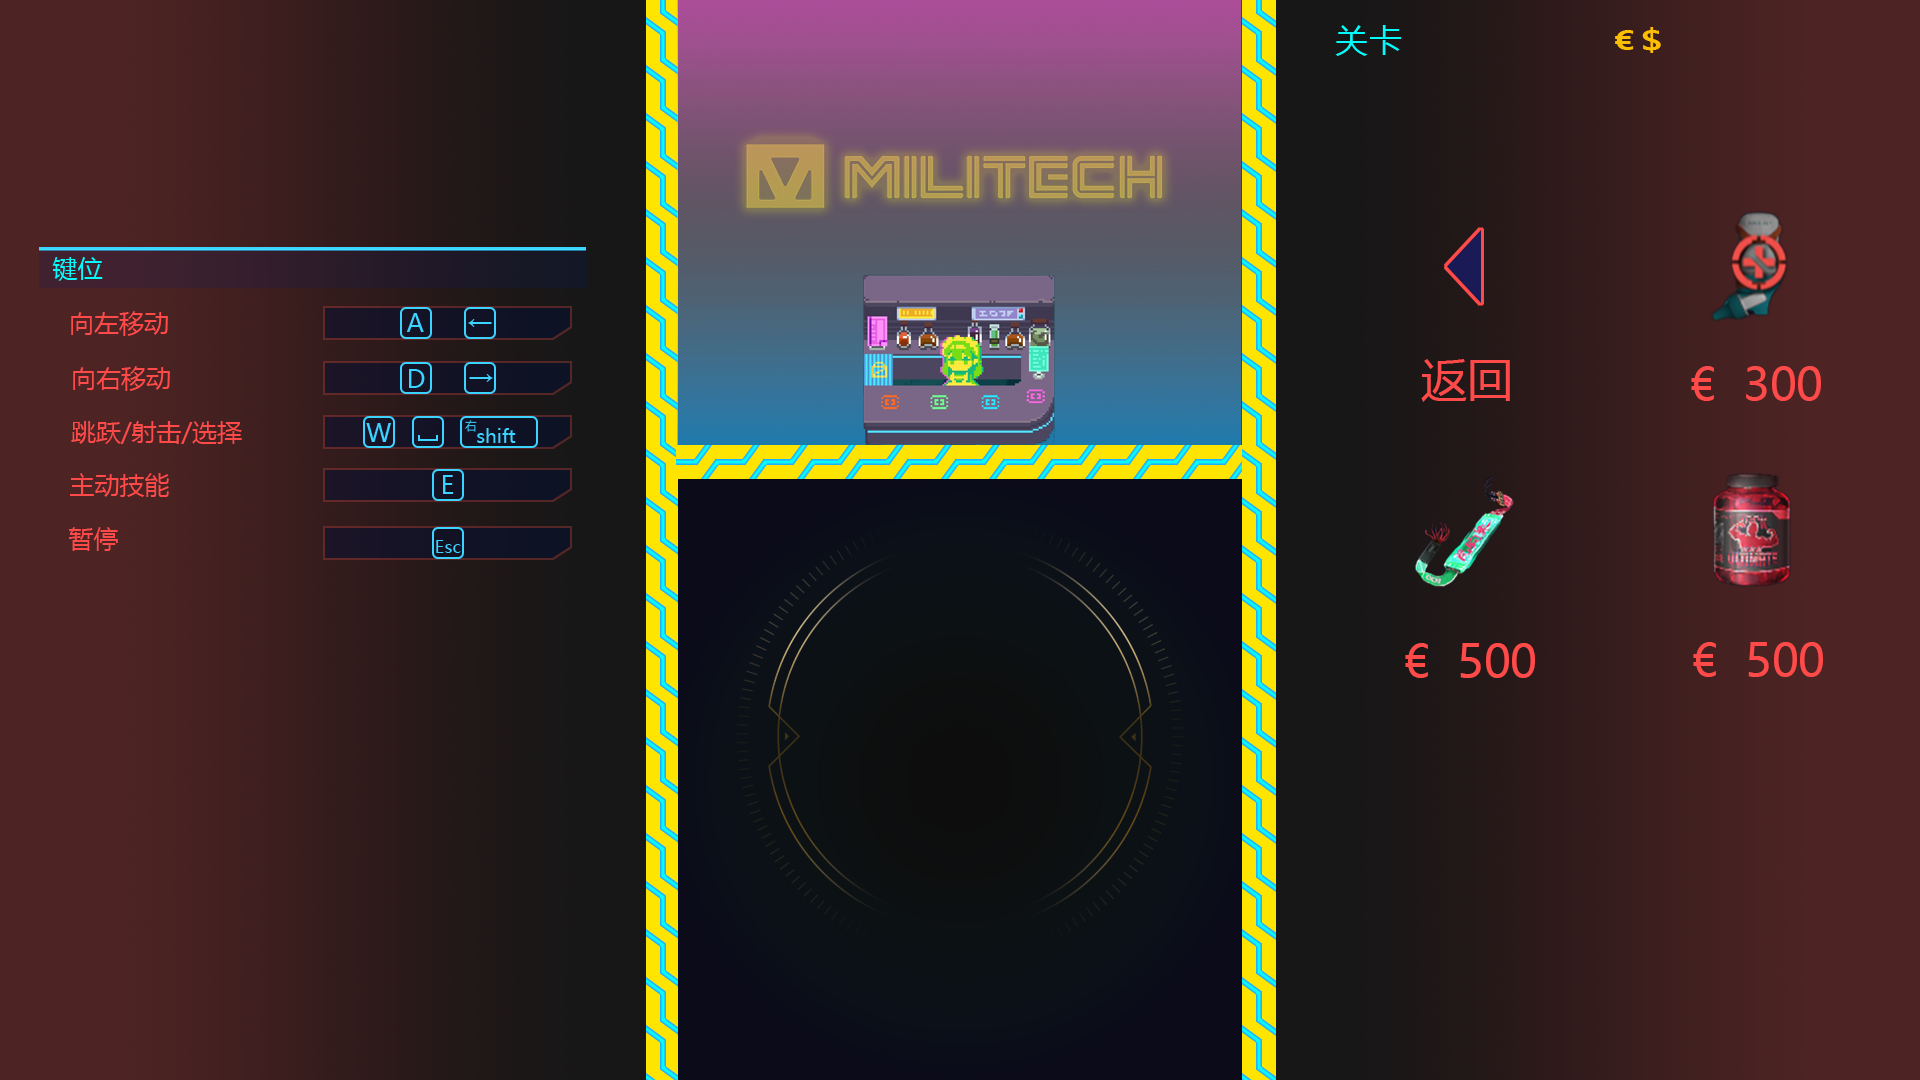 键位
向左移动 A ←
向右移动 D →
跳跃/射击/选择 W 右shift
主动技能 E
暂停 Esc
MILITECH
关卡 €$
返回
€ 300
ULTIMATE
€ 500
€ 500